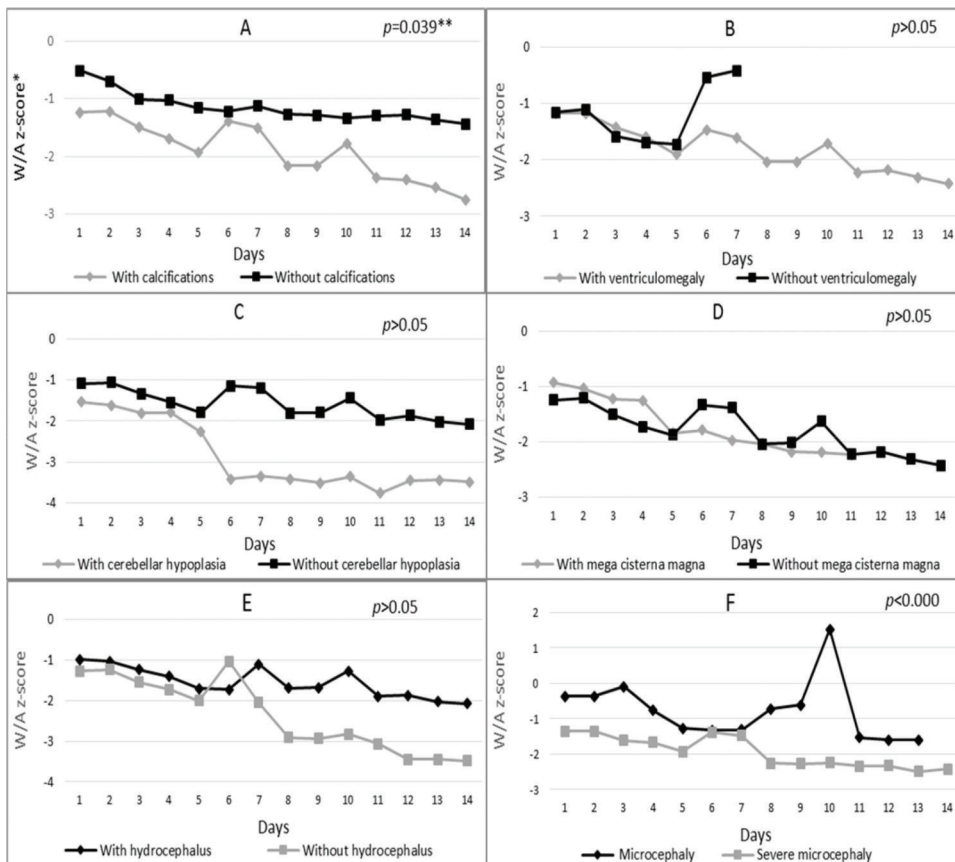 A
p=0.039**
W/A z-score*
0
-1
-2
-3
1 2 3 4 5 6 7 8 9 10 11 12 13 14
Days
With calcifications Without calcifications
B
p>0.05
W/A z-score
0
-1
-2
-3
1 2 3 4 5 6 7 8 9 10 11 12 13 14
Days
With ventriculomegaly Without ventriculomegaly
C
p>0.05
W/A z-score
0
-1
-2
-3
-4
1 2 3 4 5 6 7 8 9 10 11 12 13 14
Days
With cerebellar hypoplasia Without cerebellar hypoplasia
D
p>0.05
W/A z-score
0
-1
-2
-3
1 2 3 4 5 6 7 8 9 10 11 12 13 14
Days
With mega cisterna magna Without mega cisterna magna
E
p>0.05
W/A z-score
0
-1
-2
-3
-4
1 2 3 4 5 6 7 8 9 10 11 12 13 14
Days
With hydrocephalus Without hydrocephalus
F
p<0.000
W/A z-score
2
1
0
-1
-2
-3
1 2 3 4 5 6 7 8 9 10 11 12 13 14
Days
Microcephaly Severe microcephaly